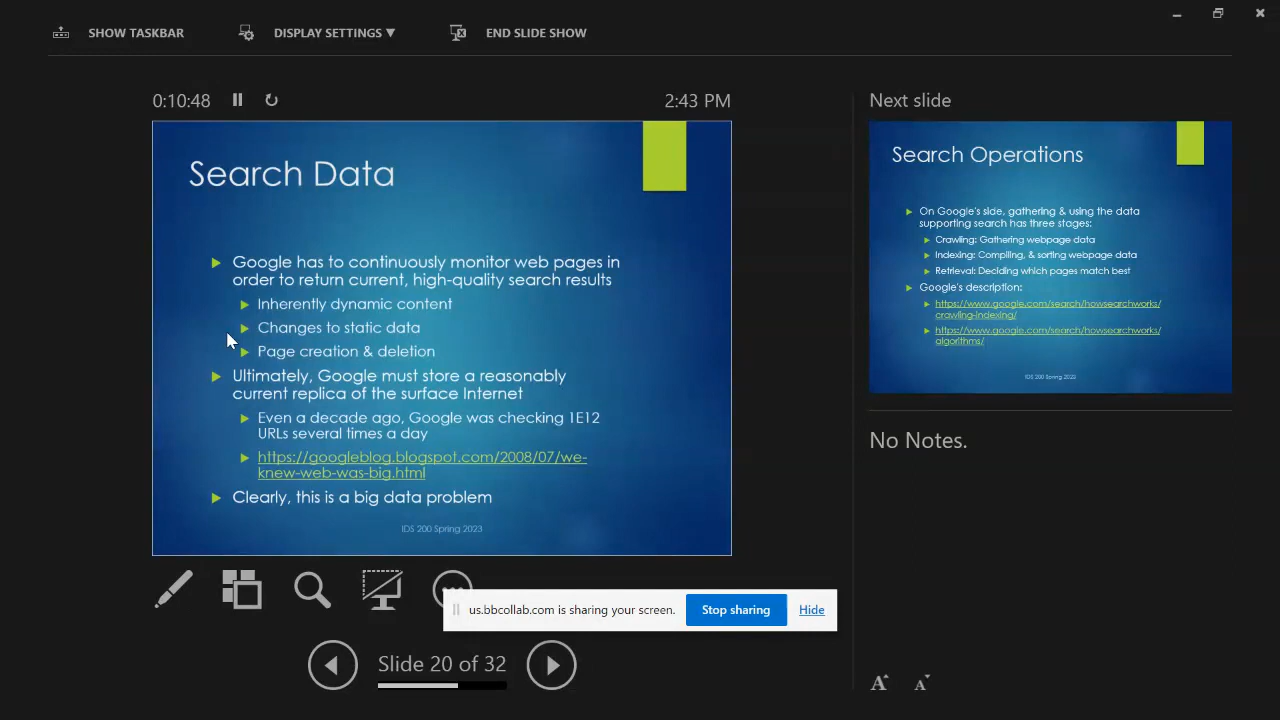 SHOW TASKBAR
DISPLAY SETTINGS ▼
END SLIDE SHOW
0:10:48
2:43 PM
Search Data
Google has to continuously monitor web pages in
order to return current, high-quality search results
Inherently dynamic content
Changes to static data
Page creation & deletion
Ultimately, Google must store a reasonably
current replica of the surface Internet
Even a decade ago, Google was checking 1E12
URLs several times a day
https://googleblog.blogspot.com/2008/07/we-
knew-web-was-big.html
Clearly, this is a big data problem
IDS 200 Spring 2023
Next slide
Search Operations
On Google's side, gathering & using the data
supporting search has three stages:
Crawling: Gathering webpage data
Indexing: Compiling, & sorting webpage data
Retrieval: Deciding which pages match best
Google's description:
https://www.google.com/search/howsearchworks/
crawling-indexing/
https://www.google.com/search/howsearchworks/
algorithms/
IDS 200 Spring 2022
No Notes.
us.bbcollab.com is sharing your screen.
Stop sharing
Hide
Slide 20 of 32
A A